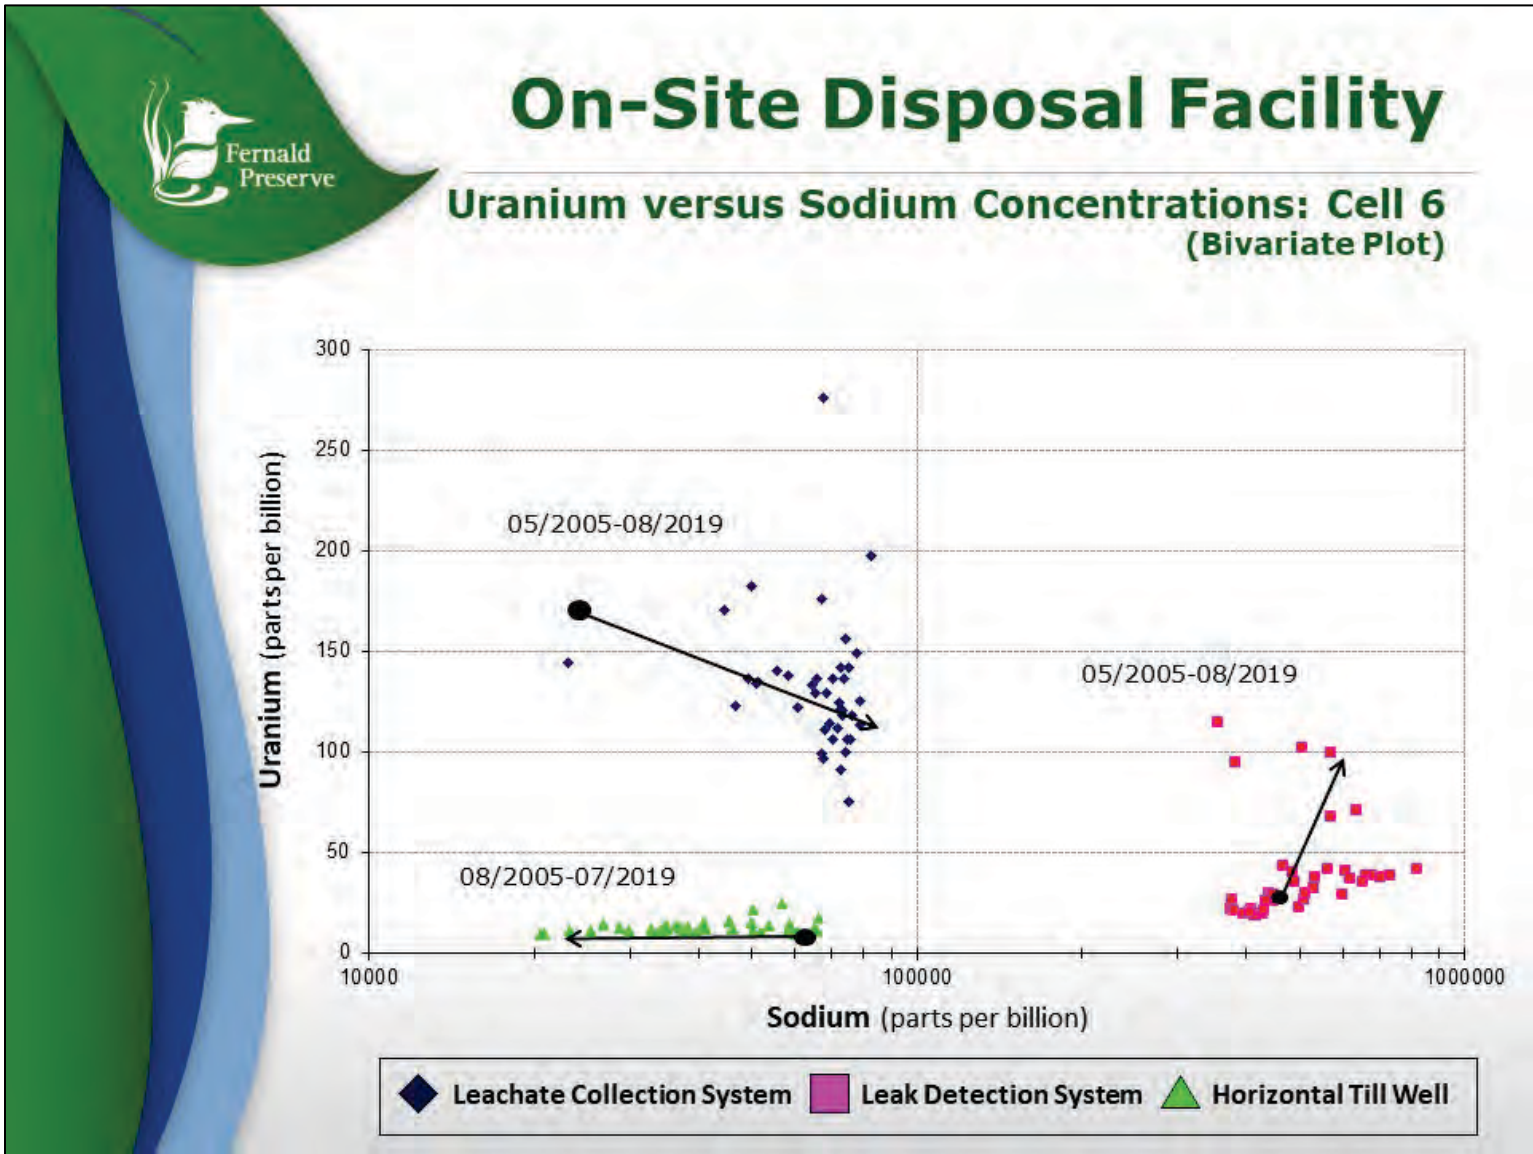 Fernald
Preserve
On-Site Disposal Facility
Uranium versus Sodium Concentrations: Cell 6
(Bivariate Plot)
Uranium (parts per billion)
300
250
200
150
100
50
0
05/2005-08/2019
05/2005-08/2019
08/2005-07/2019
10000
100000
1000000
Sodium (parts per billion)
Leachate Collection System
Leak Detection System
Horizontal Till Well